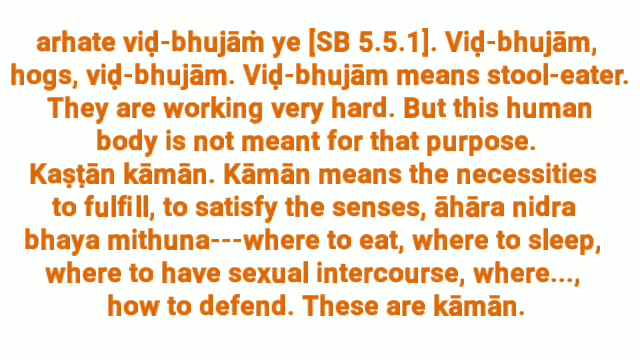 arhate viḍ-bhujāṁ ye [SB 5.5.1]. Viḍ-bhujām,
hogs, viḍ-bhujām. Viḍ-bhujām means stool-eater.
They are working very hard. But this human
body is not meant for that purpose.
Kaṣṭān kāmān. Kāmān means the necessities
to fulfill, to satisfy the senses, āhāra nidra
bhaya mithuna---where to eat, where to sleep,
where to have sexual intercourse, where...,
how to defend. These are kāmān.